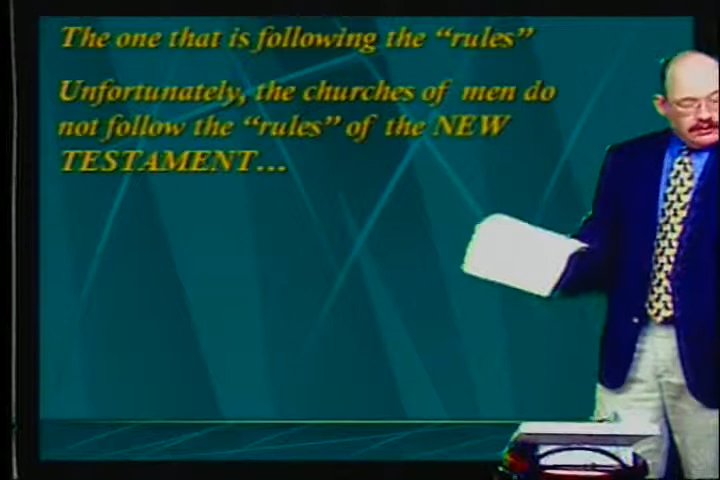 The one that is following the “rules”
Unfortunately, the churches of men do
not follow the “rules” of the NEW
TESTAMENT…